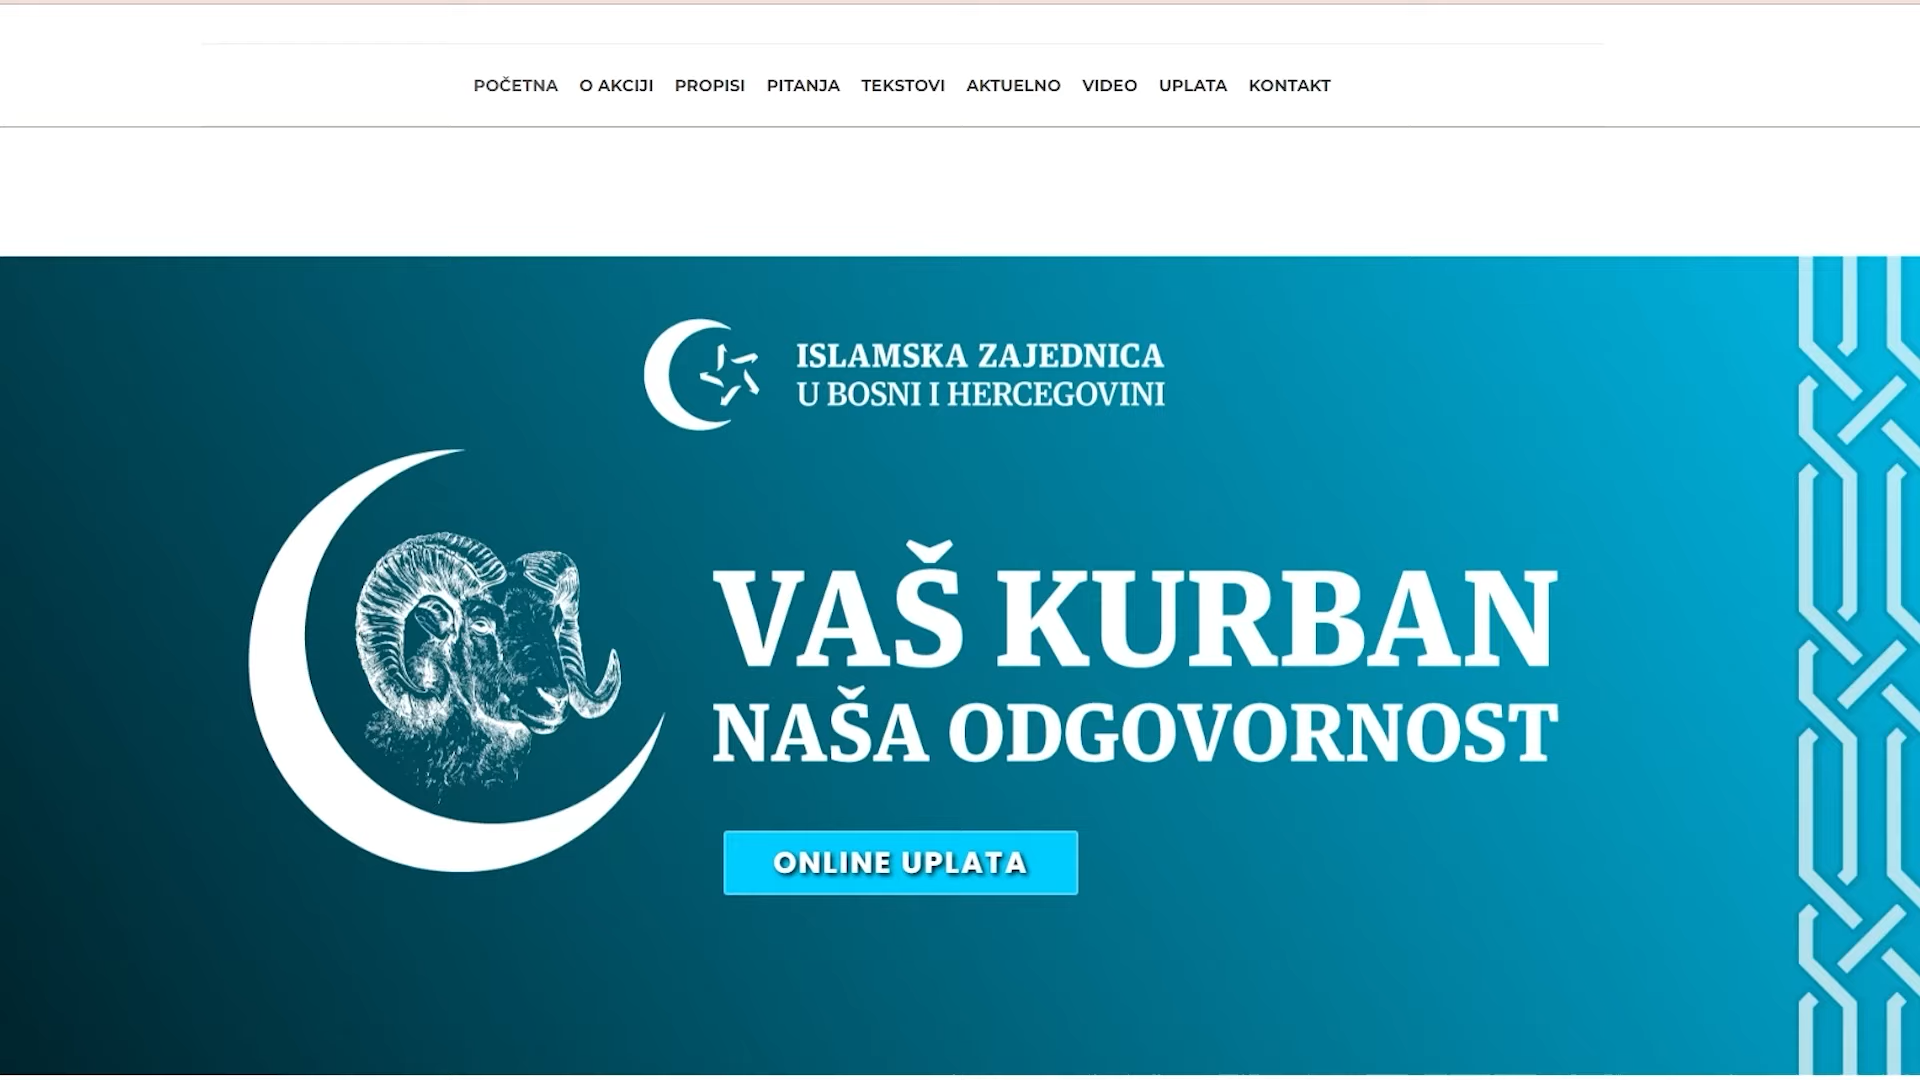 POČETNA O AKCIJI PROPISI PITANJA TEKSTOVI AKTUELNO VIDEO UPLATA KONTAKT
ISLAMSKA ZAJEDNICA
U BOSNI I HERCEGOVINI
VAŠ KURBAN
NAŠA ODGOVORNOST
ONLINE UPLATA